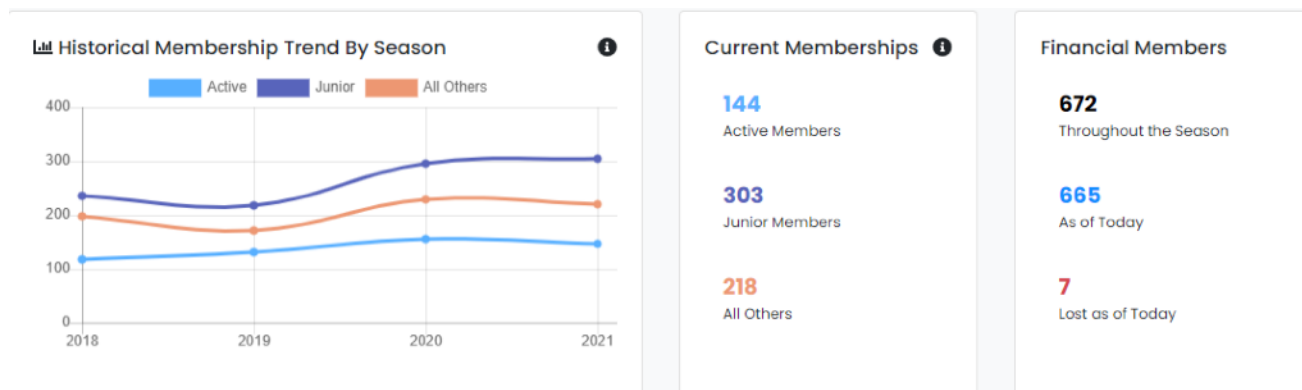 Historical Membership Trend By Season
Active Junior All Others
400
300
200
100
0
2018 2019 2020 2021
Current Memberships
144
Active Members
303
Junior Members
218
All Others
Financial Members
672
Throughout the Season
665
As of Today
7
Lost as of Today